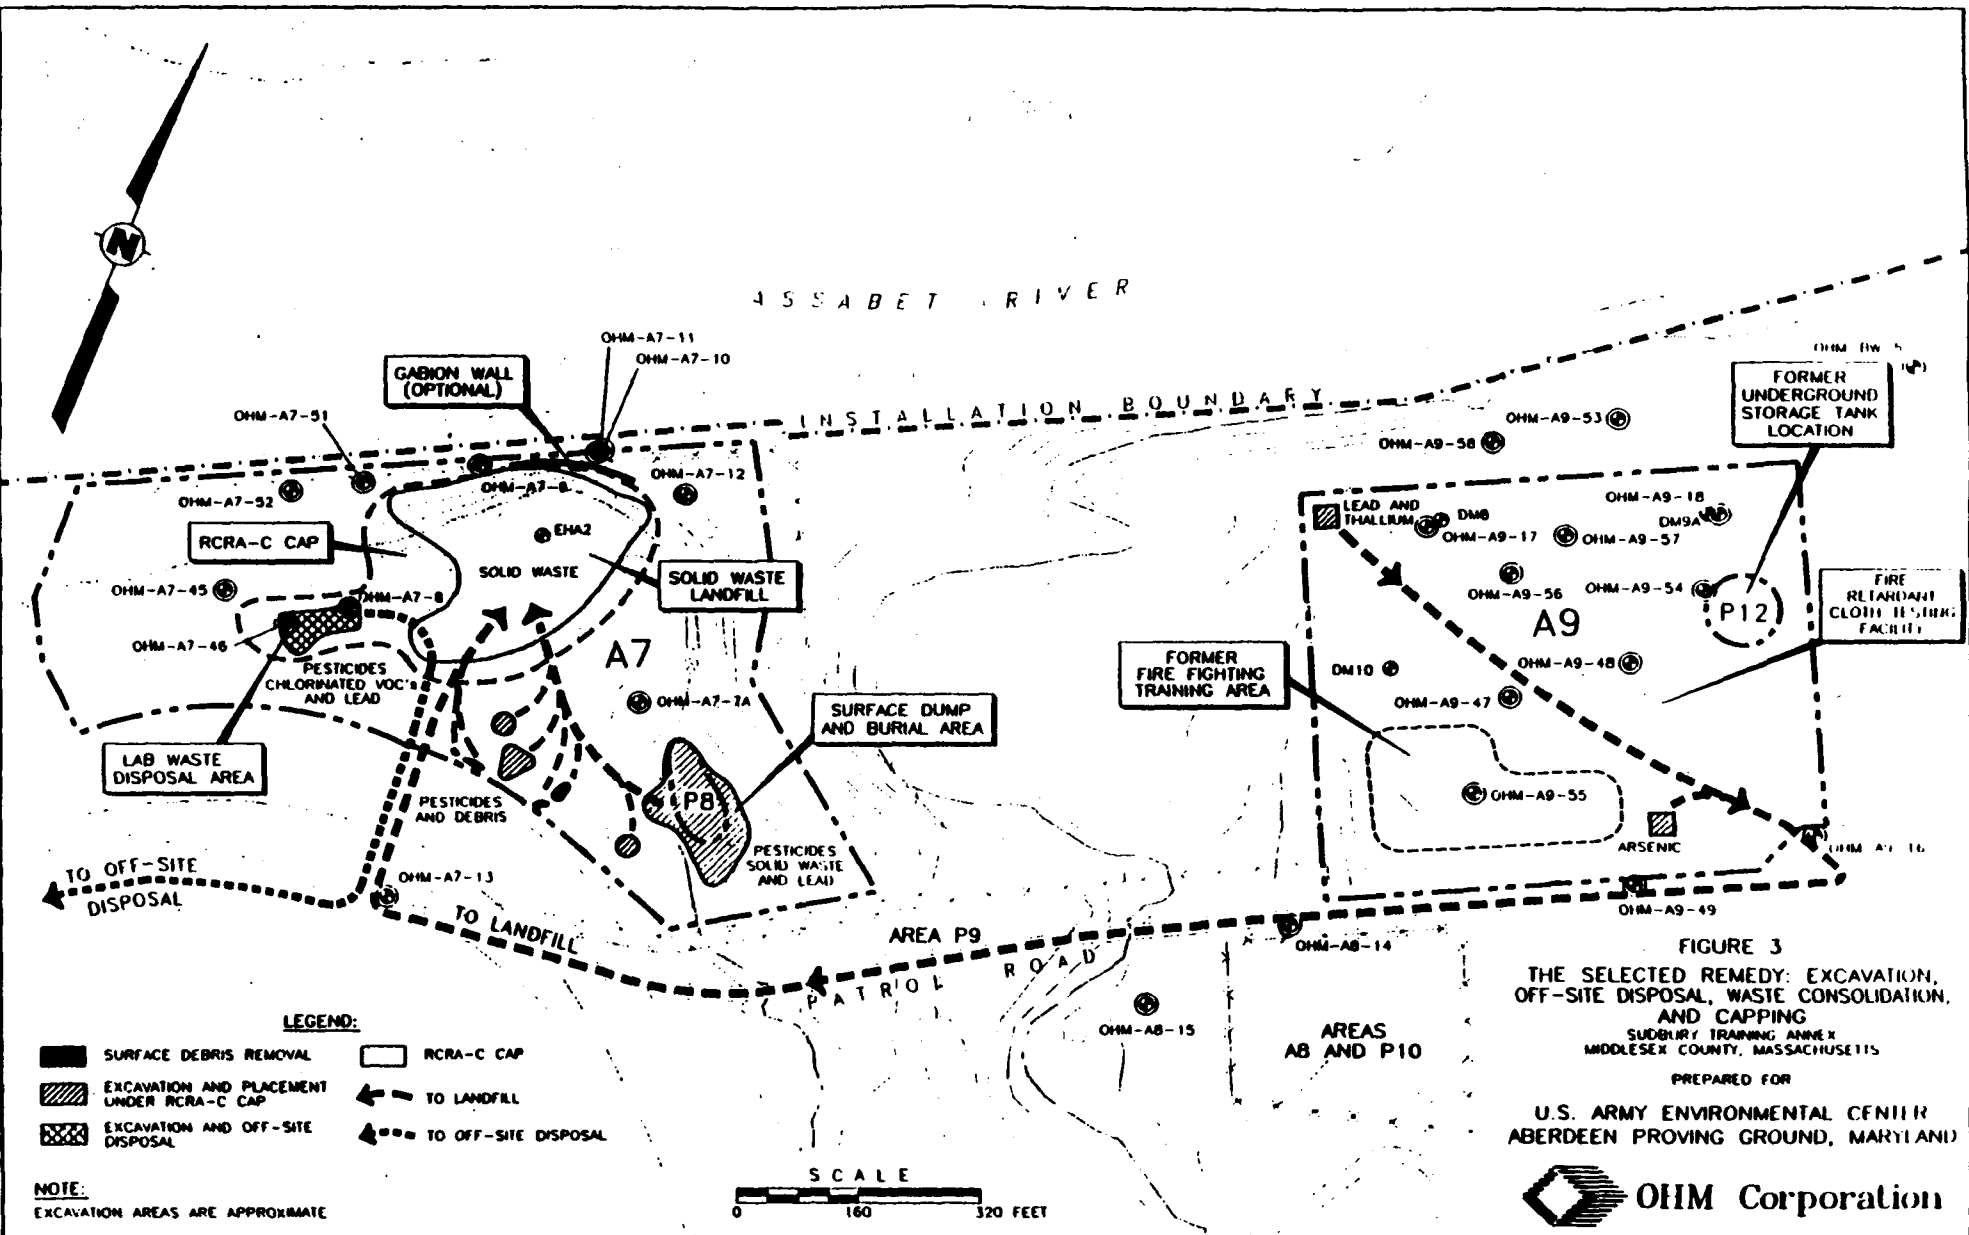 N
ASSABET RIVER
OHM-A7-11
OHM-A7-10
GABION WALL
(OPTIONAL)
INSTALLATION BOUNDARY
OHM-A7-51
OHM-A7-52
OHM-A7-12
RCRA-C CAP
EHA2
SOLID WASTE
SOLID WASTE
LANDFILL
OHM-A7-45
OHM-A7-8
OHM-A7-46
PESTICIDES
CHLORINATED VOC's
AND LEAD
A7
OHM-A7-7A
LAB WASTE
DISPOSAL AREA
SURFACE DUMP
AND BURIAL AREA
PESTICIDES
AND DEBRIS
P8
PESTICIDES
SOLID WASTE
AND LEAD
TO OFF-SITE
DISPOSAL
OHM-A7-13
TO LANDFILL
AREA P9
PATROL ROAD
FORMER
UNDERGROUND
STORAGE TANK
LOCATION
OHM-A9-53
OHM-A9-58
LEAD AND
THALLIUM
DM8
OHM-A9-17
OHM-A9-18
DM9A
OHM-A9-57
OHM-A9-56
OHM-A9-54
P12
A9
FIRE
RETARDANT
CLOTH TESTING
FACILITY
FORMER
FIRE FIGHTING
TRAINING AREA
DM10
OHM-A9-48
OHM-A9-47
OHM-A9-55
ARSENIC
OHM-A9-49
OHM-A8-14
OHM-A8-15
AREAS
A8 AND P10
LEGEND:
SURFACE DEBRIS REMOVAL
RCRA-C CAP
EXCAVATION AND PLACEMENT
UNDER RCRA-C CAP
TO LANDFILL
EXCAVATION AND OFF-SITE
DISPOSAL
TO OFF-SITE DISPOSAL
NOTE:
EXCAVATION AREAS ARE APPROXIMATE
SCALE
0 160 320 FEET
FIGURE 3
THE SELECTED REMEDY: EXCAVATION,
OFF-SITE DISPOSAL, WASTE CONSOLIDATION,
AND CAPPING
SUDBURY TRAINING ANNEX
MIDDLESEX COUNTY, MASSACHUSETTS
PREPARED FOR
U.S. ARMY ENVIRONMENTAL CENTER
ABERDEEN PROVING GROUND, MARYLAND
OHM Corporation